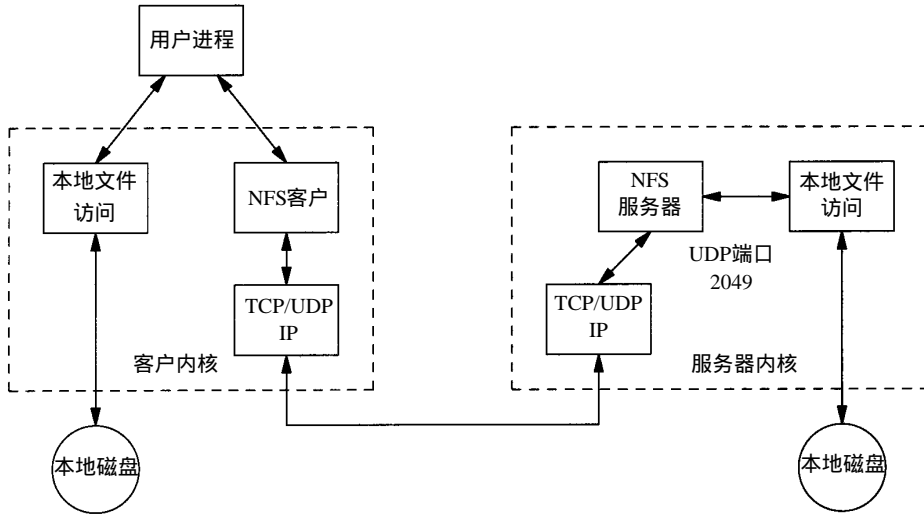 用户进程
本地文件
访问
NFS客户
TCP/UDP
IP
客户内核
本地磁盘
NFS
服务器
本地文件
访问
UDP端口
2049
TCP/UDP
IP
服务器内核
本地磁盘